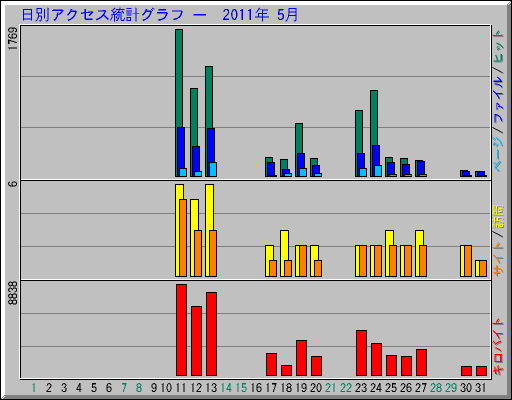 日別アクセス統計グラフ ー 2011年 5月
1769
ページ / ファイル / ヒット
6
サイト / 訪問
8838
キロバイト
1 2 3 4 5 6 7 8 9 10 11 12 13 14 15 16 17 18 19 20 21 22 23 24 25 26 27 28 29 30 31